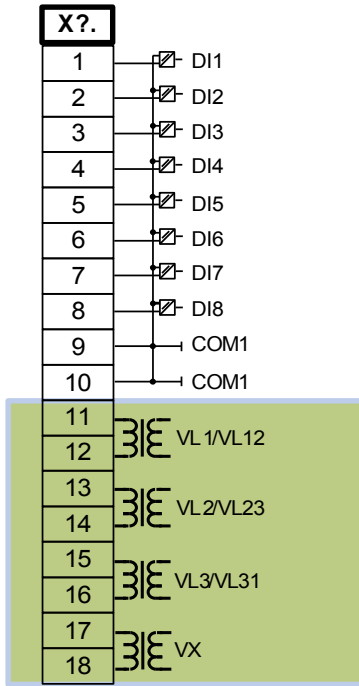 X?.
1 DI1
2 DI2
3 DI3
4 DI4
5 DI5
6 DI6
7 DI7
8 DI8
9 COM1
10 COM1
11
VL1/VL12
12
13
VL2/VL23
14
15
VL3/VL31
16
17
VX
18